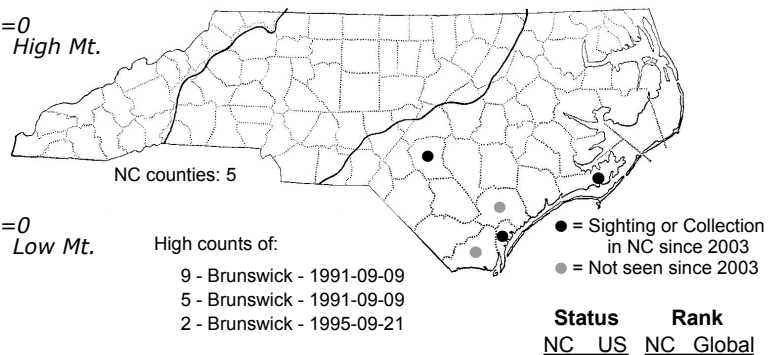 =0
High Mt.
NC counties: 5
=0
Low Mt.
High counts of:
9 - Brunswick - 1991-09-09
5 - Brunswick - 1991-09-09
2 - Brunswick - 1995-09-21
= Sighting or Collection
in NC since 2003
= Not seen since 2003
Status Rank
NC US NC Global